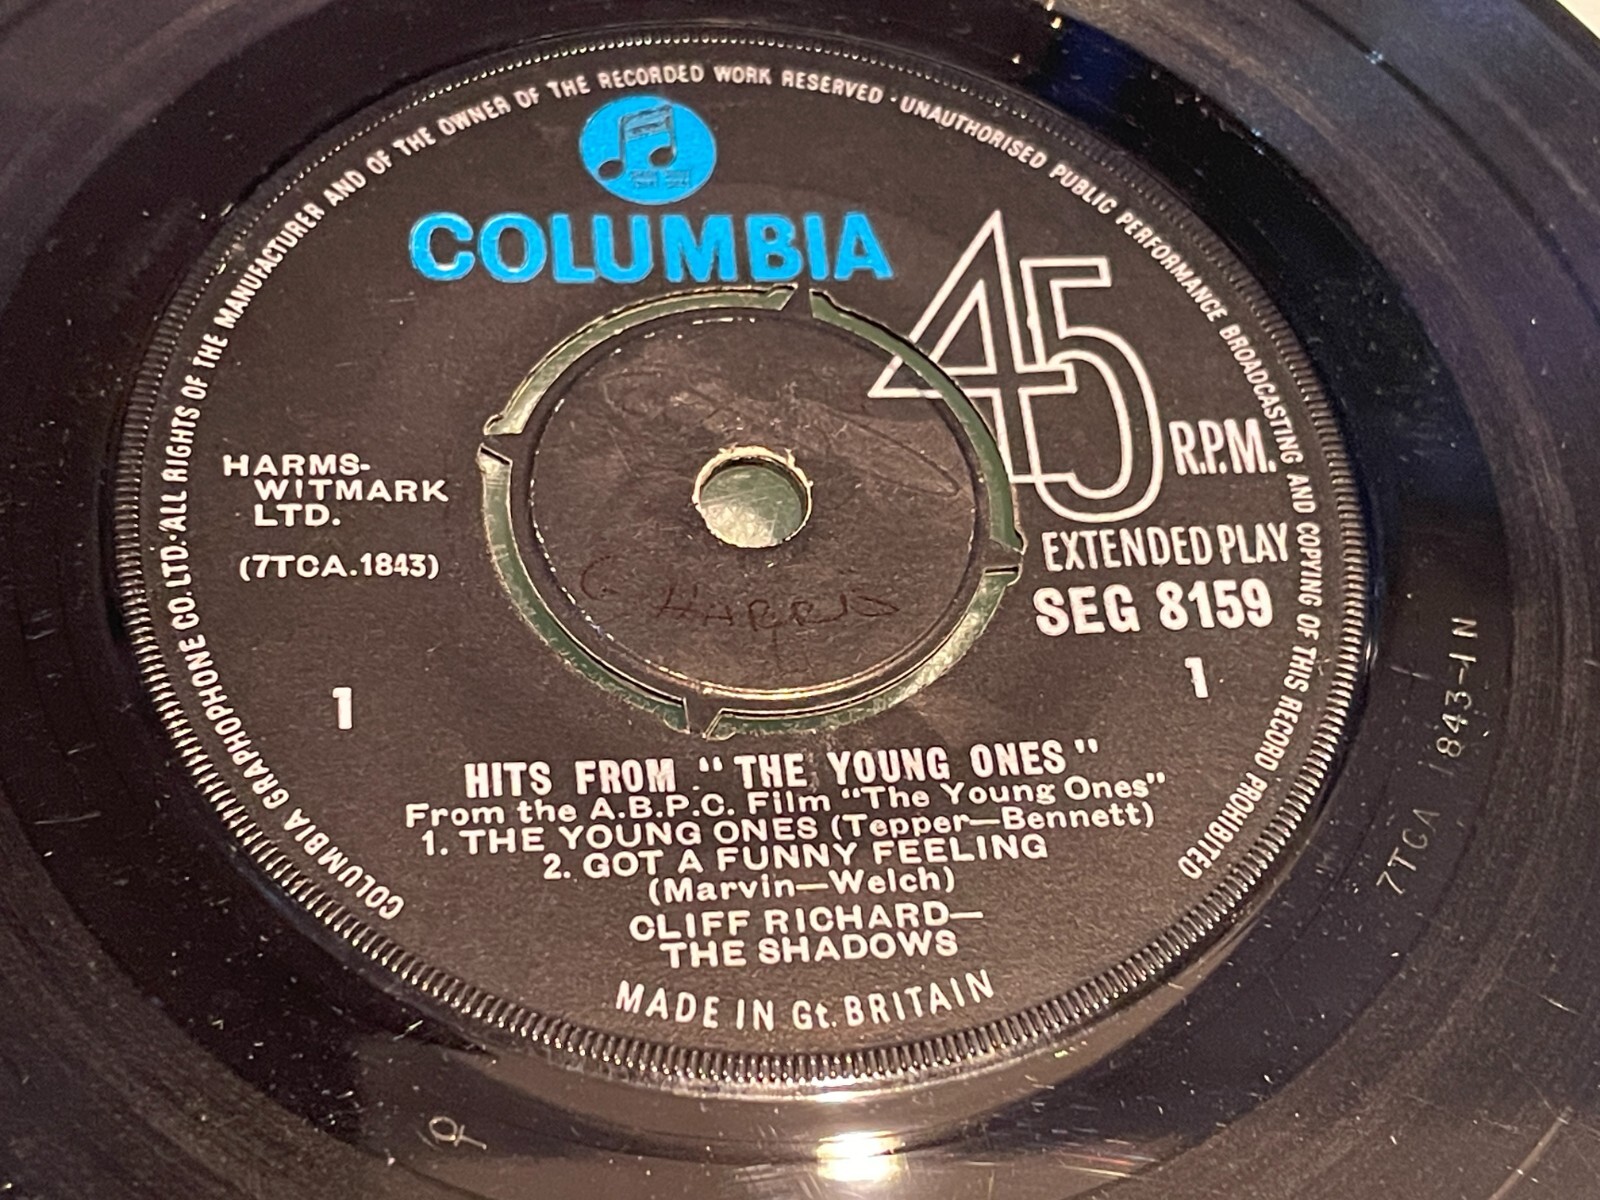 COLUMBIA GRAPHOPHONE CO. LTD. · ALL RIGHTS OF THE MANUFACTURER AND OF THE OWNER OF THE RECORDED WORK RESERVED · UNAUTHORISED PUBLIC PERFORMANCE BROADCASTING AND COPYING OF THIS RECORD PROHIBITED
COLUMBIA
45
R.P.M.
HARMS-
WITMARK
LTD.
(7TCA.1843)
EXTENDED PLAY
SEG 8159
G HARRIS
1
1
HITS FROM "THE YOUNG ONES"
From the A.B.P.C. Film "The Young Ones"
1. THE YOUNG ONES (Tepper—Bennett)
2. GOT A FUNNY FEELING
(Marvin—Welch)
CLIFF RICHARD—
THE SHADOWS
MADE IN Gt. BRITAIN
7TCA 1843-1N